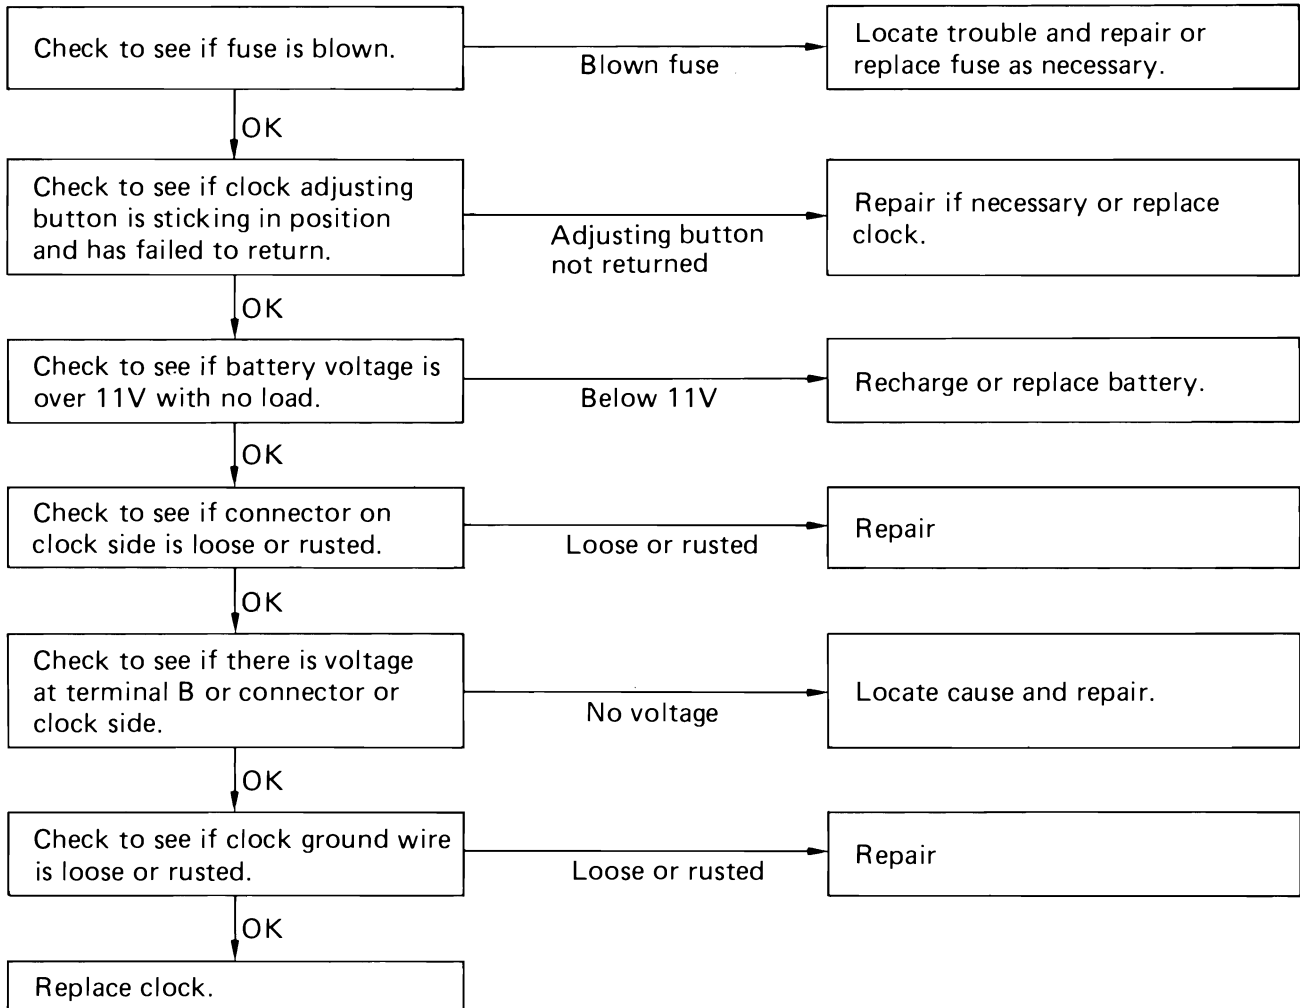 Check to see if fuse is blown.
Blown fuse
Locate trouble and repair or
replace fuse as necessary.
OK
Check to see if clock adjusting
button is sticking in position
and has failed to return.
Adjusting button
not returned
Repair if necessary or replace
clock.
OK
Check to see if battery voltage is
over 11V with no load.
Below 11V
Recharge or replace battery.
OK
Check to see if connector on
clock side is loose or rusted.
Loose or rusted
Repair
OK
Check to see if there is voltage
at terminal B or connector or
clock side.
No voltage
Locate cause and repair.
OK
Check to see if clock ground wire
is loose or rusted.
Loose or rusted
Repair
OK
Replace clock.